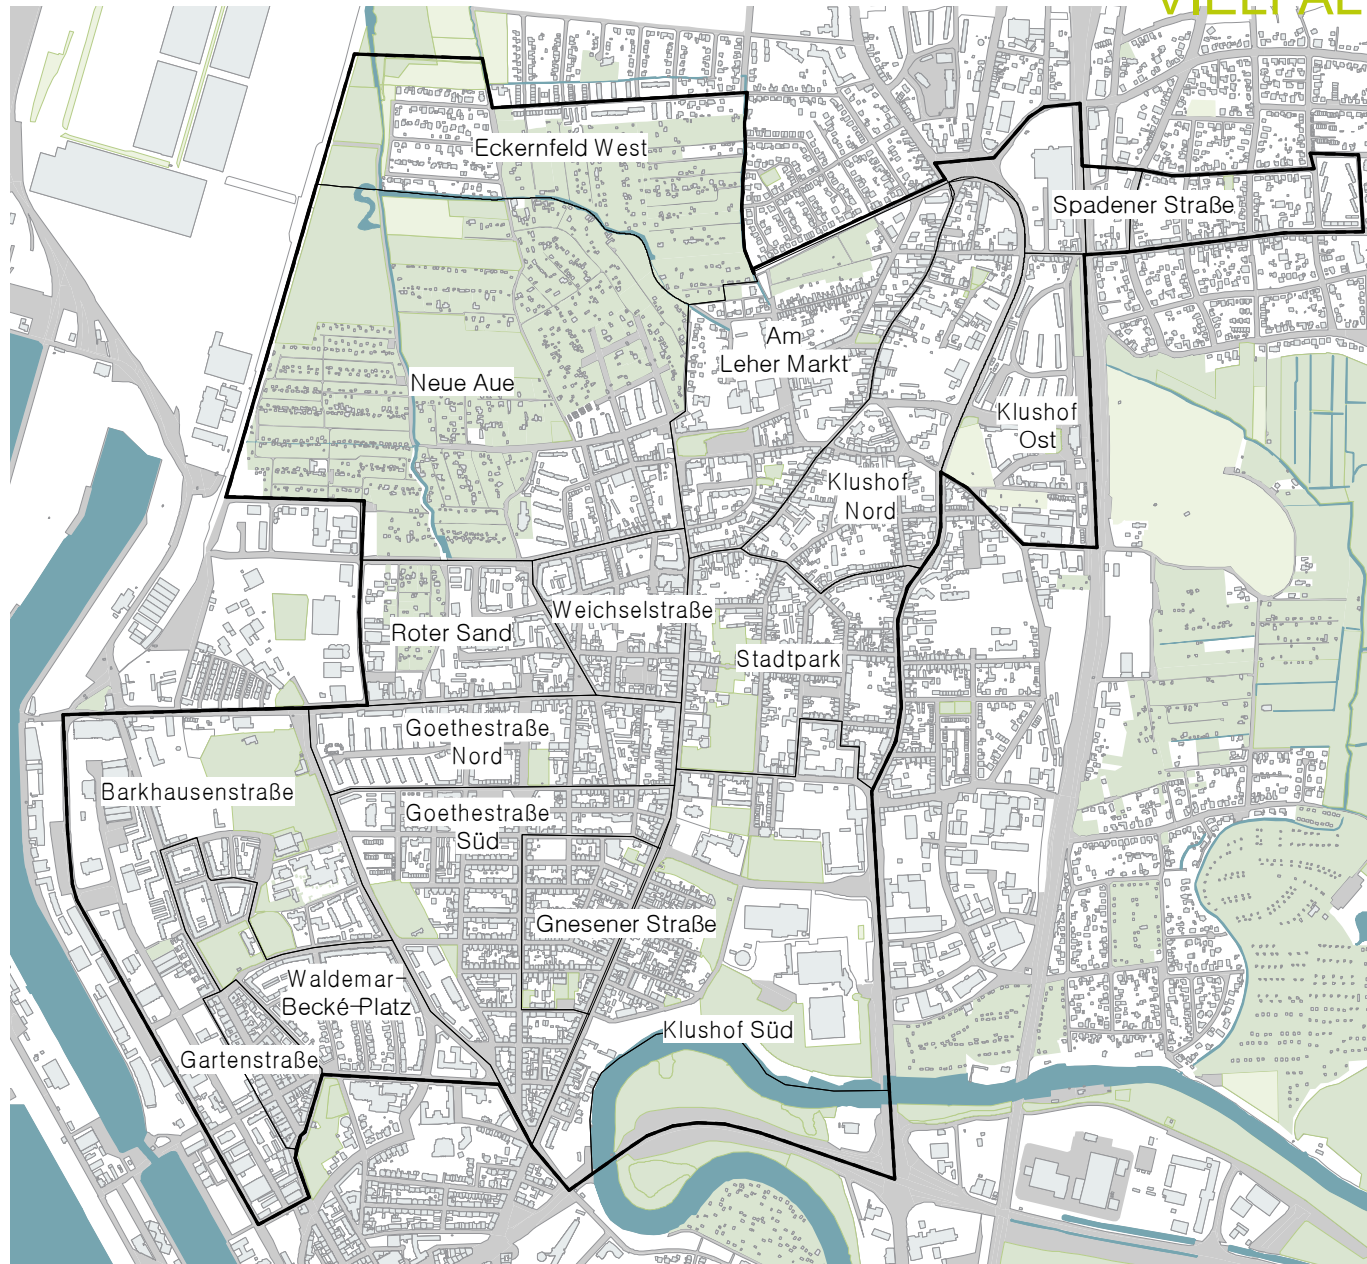 Eckernfeld West
Spadener Straße
Am
Leher Markt
Neue Aue
Klushof
Ost
Klushof
Nord
Weichselstraße
Roter Sand
Stadtpark
Goethestraße
Nord
Barkhausenstraße
Goethestraße
Süd
Gnesener Straße
Waldemar-
Becké-Platz
Klushof Süd
Gartenstraße